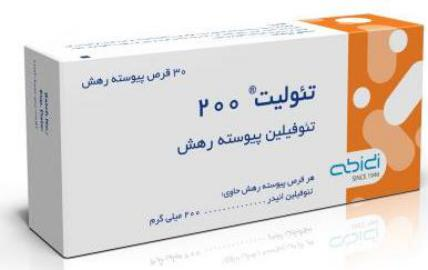 ۳۰ قرص پیوسته رهش
تئولیت® ۲۰۰
تئوفیلین پیوسته رهش
هر قرص پیوسته رهش حاوی:
تئوفیلین انیدر .............. ۲۰۰ میلی گرم
abidi
SINCE 1946